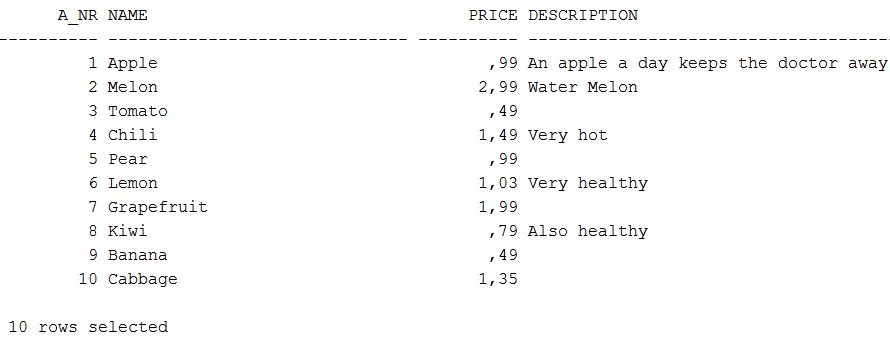 A_NR NAME PRICE DESCRIPTION
---------- ------------------------------ ---------- --------------------------------------
1 Apple ,99 An apple a day keeps the doctor away
2 Melon 2,99 Water Melon
3 Tomato ,49
4 Chili 1,49 Very hot
5 Pear ,99
6 Lemon 1,03 Very healthy
7 Grapefruit 1,99
8 Kiwi ,79 Also healthy
9 Banana ,49
10 Cabbage 1,35
10 rows selected